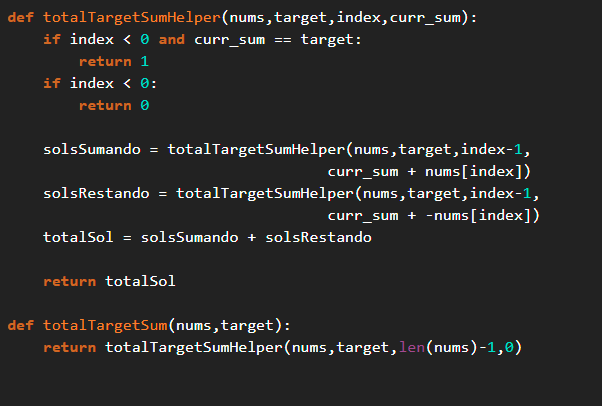 def totalTargetSumHelper(nums,target,index,curr_sum):
    if index < 0 and curr_sum == target:
        return 1
    if index < 0:
        return 0

    solsSumando = totalTargetSumHelper(nums,target,index-1,
                                    curr_sum + nums[index])
    solsRestando = totalTargetSumHelper(nums,target,index-1,
                                    curr_sum + -nums[index])
    totalSol = solsSumando + solsRestando

    return totalSol

def totalTargetSum(nums,target):
    return totalTargetSumHelper(nums,target,len(nums)-1,0)